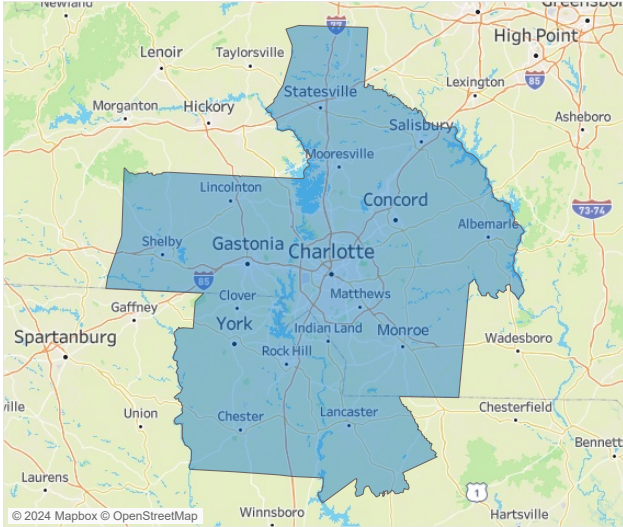 Newland
Greensboro
77
High Point
Lenoir
Taylorsville
85
Lexington
Statesville
Morganton
Hickory
Asheboro
Salisbury
Mooresville
Lincolnton
Concord
73-74
Albemarle
Shelby
Gastonia
Charlotte
85
Clover
Matthews
Gaffney
York
Indian Land
Monroe
Spartanburg
Wadesboro
Rock Hill
ville
Union
Chester
Lancaster
Chesterfield
Bennett
Laurens
1
Winnsboro
Hartsville
© 2024 Mapbox © OpenStreetMap